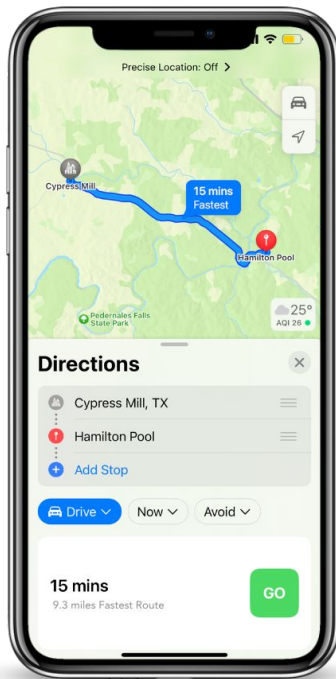 Precise Location: Off >
Cypress Mill
15 mins
Fastest
Hamilton Pool
Pedernales Falls
State Park
25°
AQI 26
Directions
Cypress Mill, TX
Hamilton Pool
Add Stop
Drive
Now
Avoid
15 mins
9.3 miles Fastest Route
GO